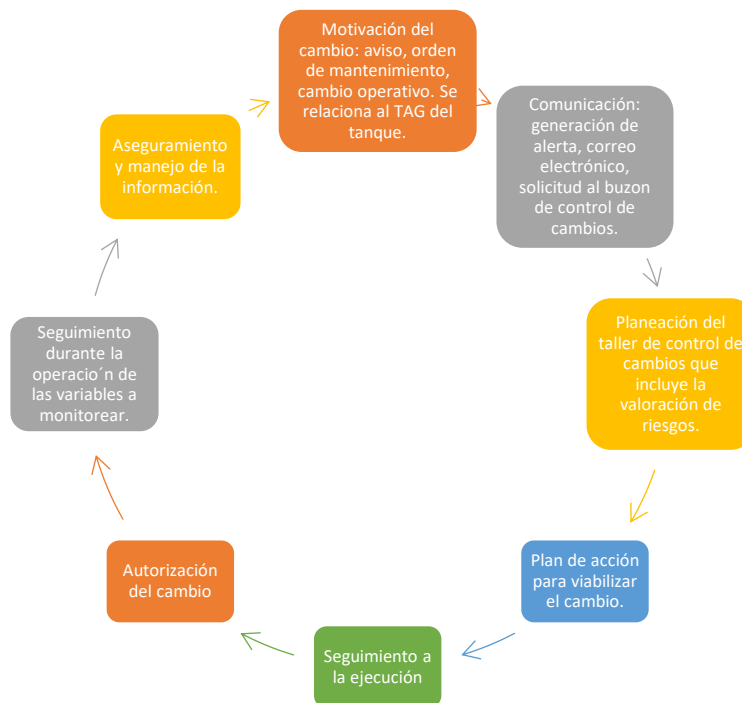 Motivación del
cambio: aviso, orden
de mantenimiento,
cambio operativo. Se
relaciona al TAG del
tanque.
Comunicación:
generación de
alerta, correo
electrónico,
solicitud al buzon
de control de
cambios.
Planeación del
taller de control de
cambios que
incluye la
valoración de
riesgos.
Plan de acción
para viabilizar
el cambio.
Seguimiento a
la ejecución
Autorización
del cambio
Seguimiento
durante la
operacio´n de
las variables a
monitorear.
Aseguramiento
y manejo de la
información.